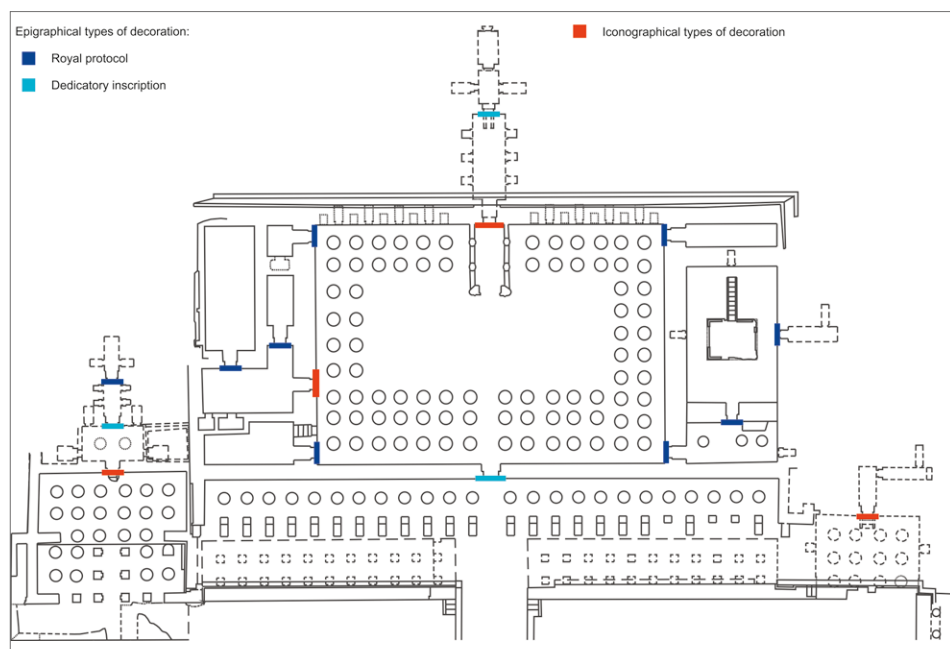 Epigraphical types of decoration:
Royal protocol
Dedicatory inscription
Iconographical types of decoration